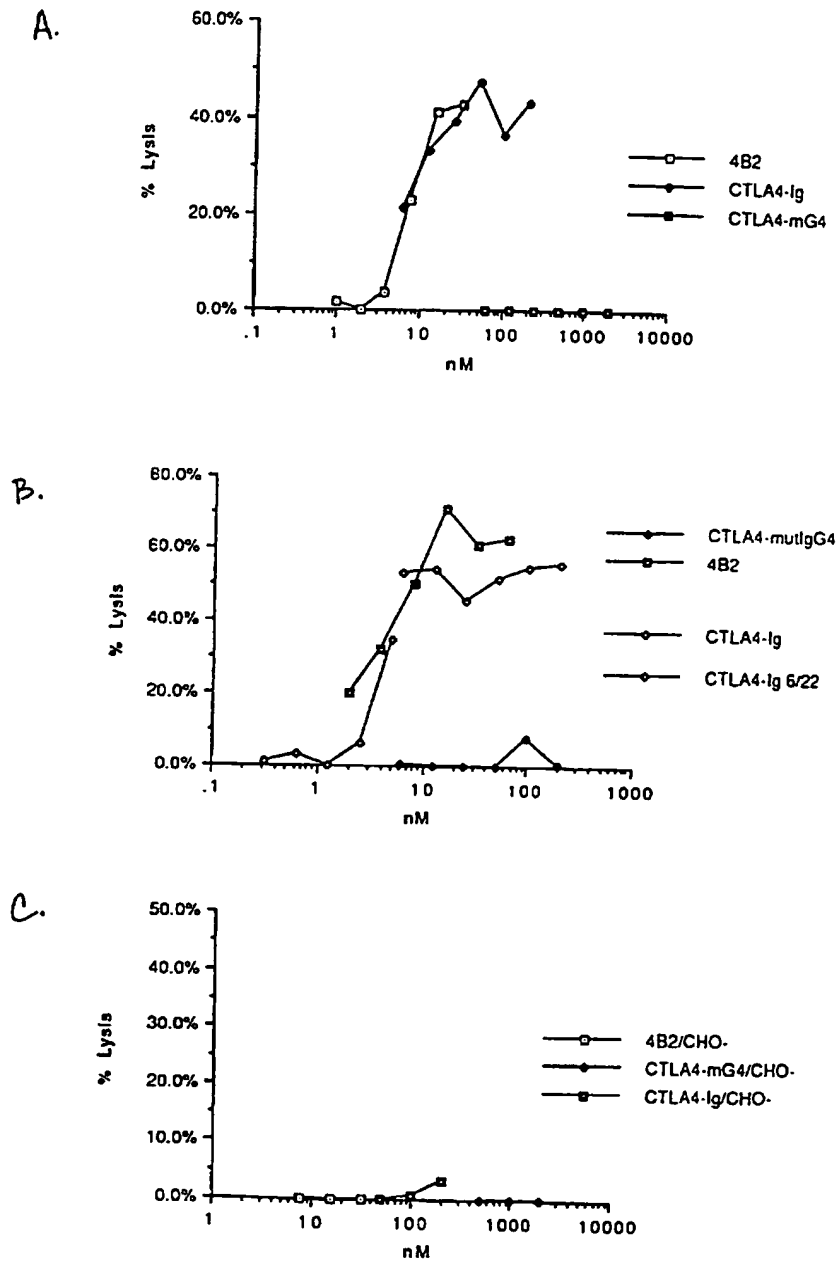 A.
60.0%
40.0%
20.0%
0.0%
% Lysis
.1 1 10 100 1000 10000
nM
4B2
CTLA4-Ig
CTLA4-mG4
B.
80.0%
60.0%
40.0%
20.0%
0.0%
% Lysis
.1 1 10 100 1000
nM
CTLA4-mutIgG4
4B2
CTLA4-Ig
CTLA4-Ig 6/22
C.
50.0%
40.0%
30.0%
20.0%
10.0%
0.0%
% Lysis
1 10 100 1000 10000
nM
4B2/CHO-
CTLA4-mG4/CHO-
CTLA4-Ig/CHO-